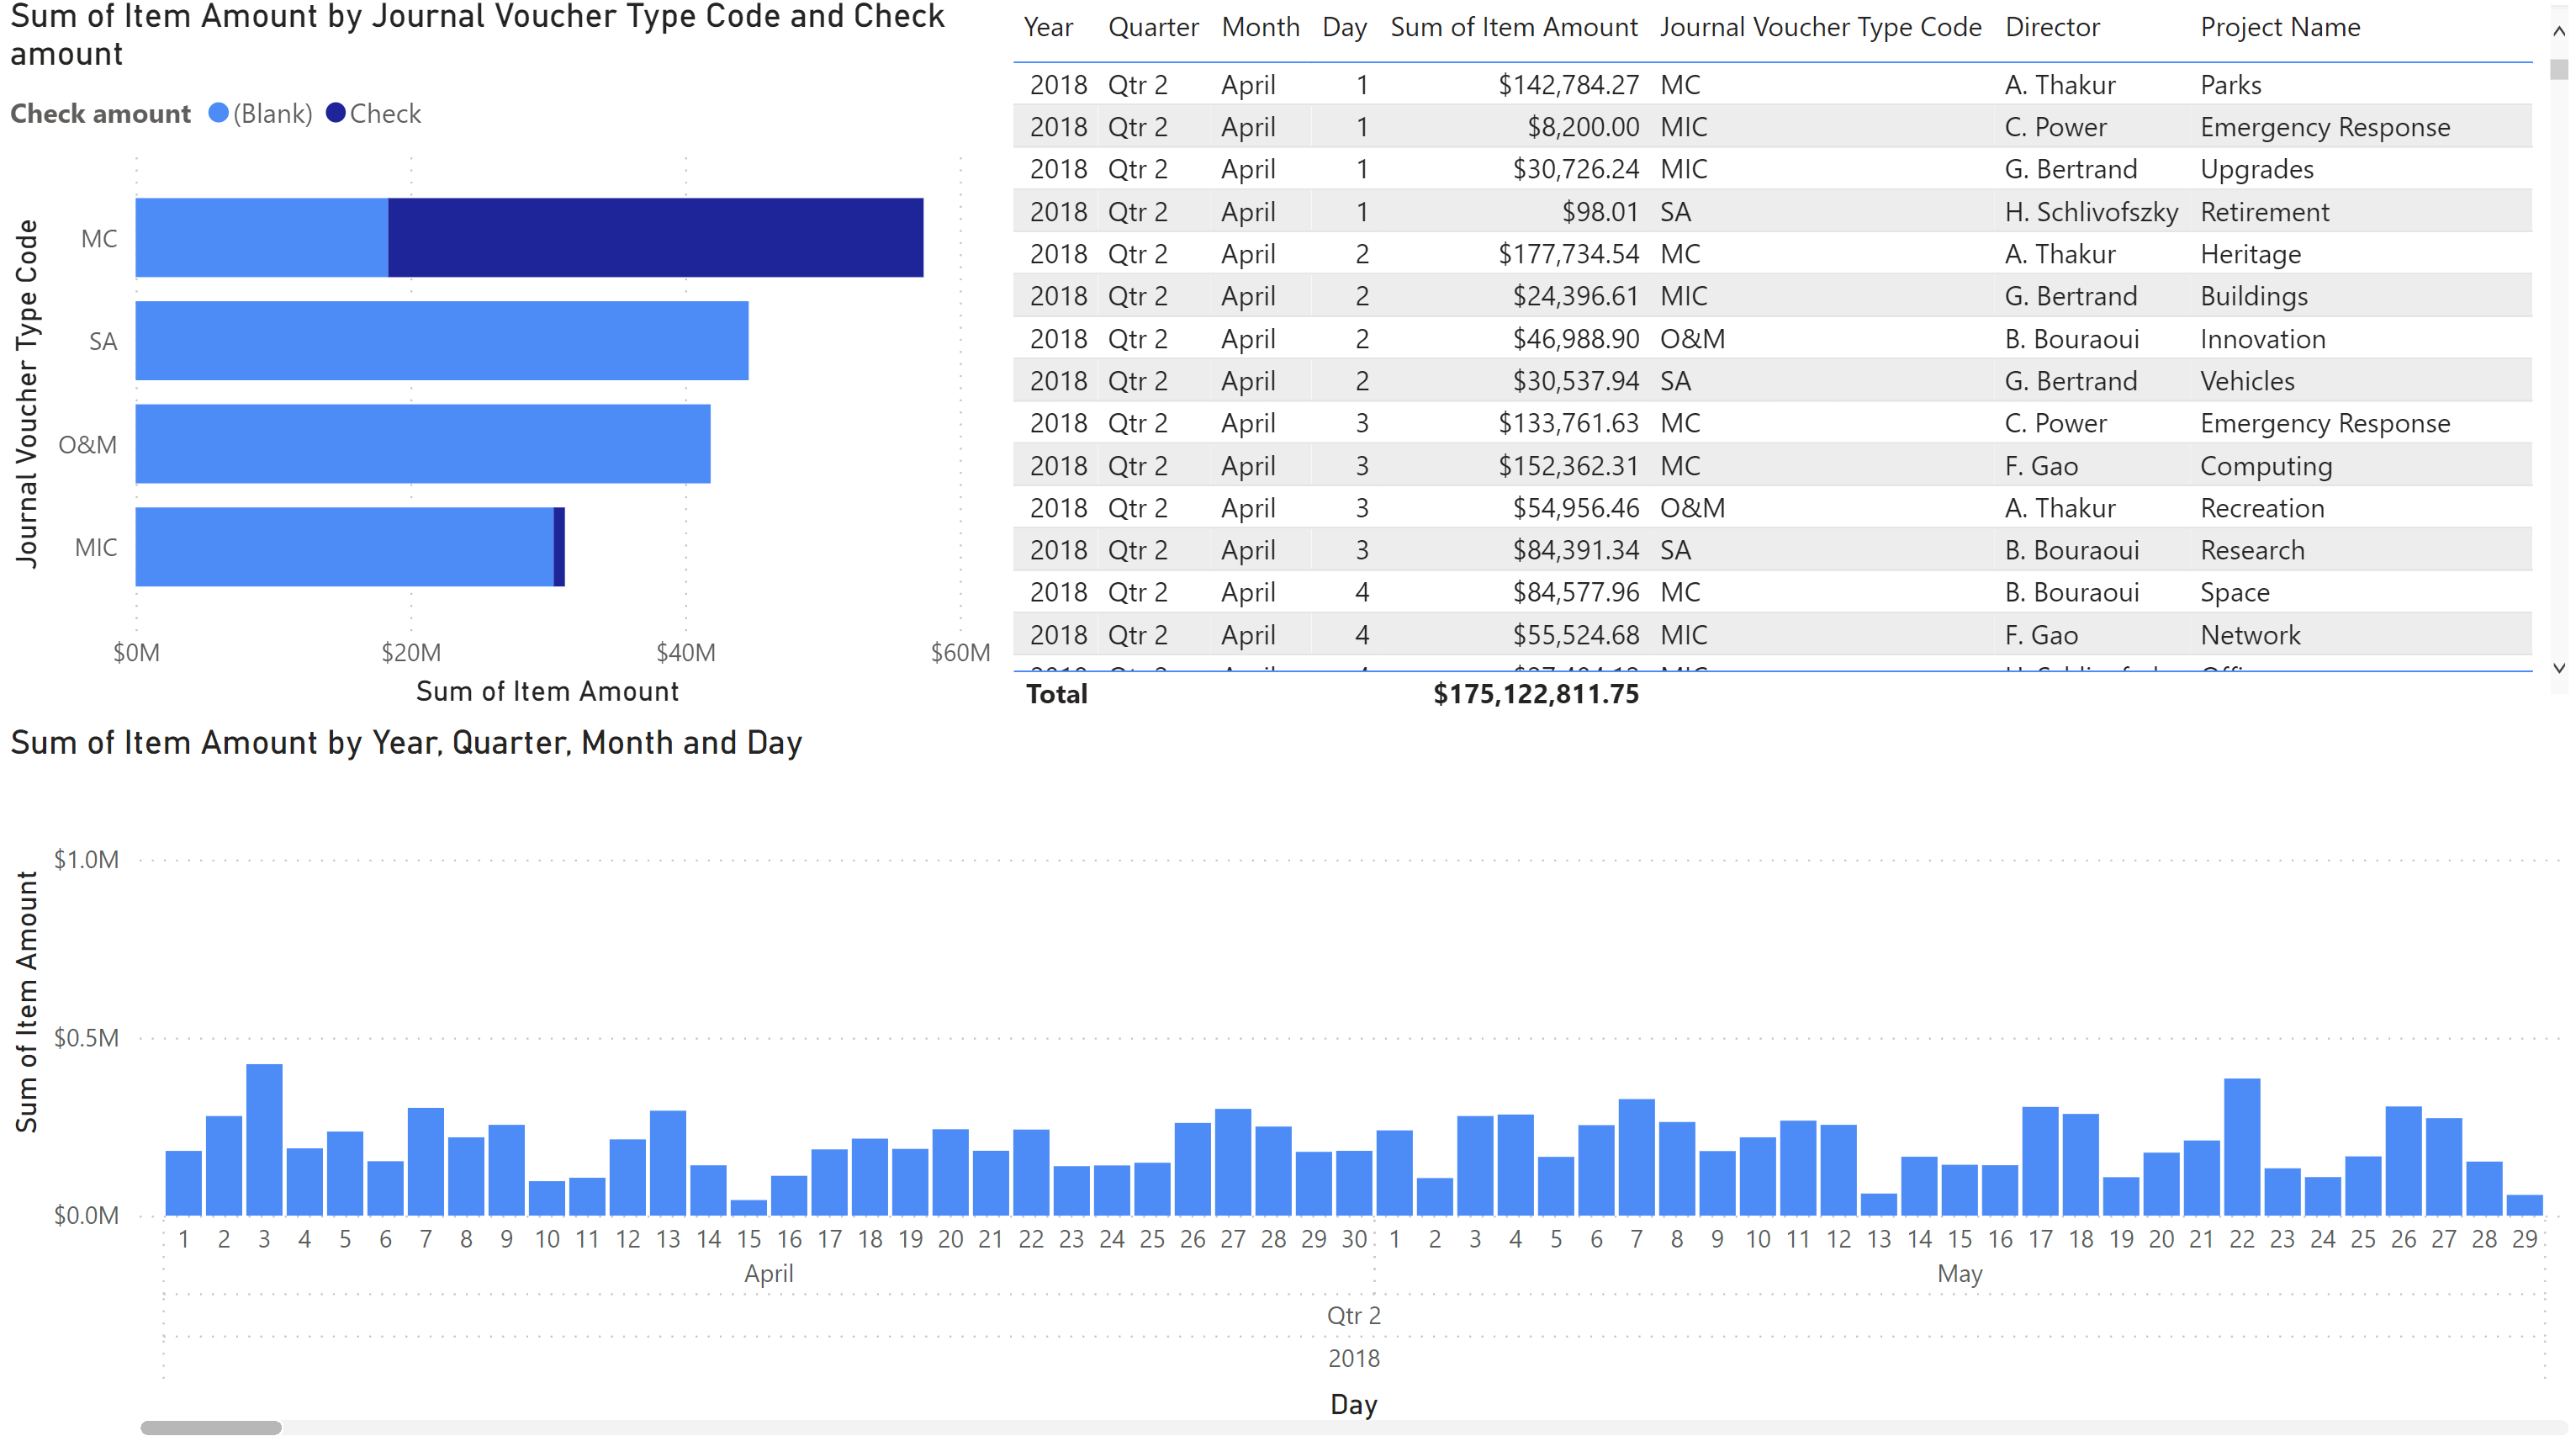 Sum of Item Amount by Journal Voucher Type Code and Check
amount
Check amount (Blank) Check
Journal Voucher Type Code
MC
SA
O&M
MIC
$0M $20M $40M $60M
Sum of Item Amount
Year Quarter Month Day Sum of Item Amount Journal Voucher Type Code Director Project Name
2018 Qtr 2 April 1 $142,784.27 MC A. Thakur Parks
2018 Qtr 2 April 1 $8,200.00 MIC C. Power Emergency Response
2018 Qtr 2 April 1 $30,726.24 MIC G. Bertrand Upgrades
2018 Qtr 2 April 1 $98.01 SA H. Schlivofszky Retirement
2018 Qtr 2 April 2 $177,734.54 MC A. Thakur Heritage
2018 Qtr 2 April 2 $24,396.61 MIC G. Bertrand Buildings
2018 Qtr 2 April 2 $46,988.90 O&M B. Bouraoui Innovation
2018 Qtr 2 April 2 $30,537.94 SA G. Bertrand Vehicles
2018 Qtr 2 April 3 $133,761.63 MC C. Power Emergency Response
2018 Qtr 2 April 3 $152,362.31 MC F. Gao Computing
2018 Qtr 2 April 3 $54,956.46 O&M A. Thakur Recreation
2018 Qtr 2 April 3 $84,391.34 SA B. Bouraoui Research
2018 Qtr 2 April 4 $84,577.96 MC B. Bouraoui Space
2018 Qtr 2 April 4 $55,524.68 MIC F. Gao Network
Total $175,122,811.75
Sum of Item Amount by Year, Quarter, Month and Day
Sum of Item Amount
$1.0M
$0.5M
$0.0M
1 2 3 4 5 6 7 8 9 10 11 12 13 14 15 16 17 18 19 20 21 22 23 24 25 26 27 28 29 30 1 2 3 4 5 6 7 8 9 10 11 12 13 14 15 16 17 18 19 20 21 22 23 24 25 26 27 28 29
April May
Qtr 2
2018
Day